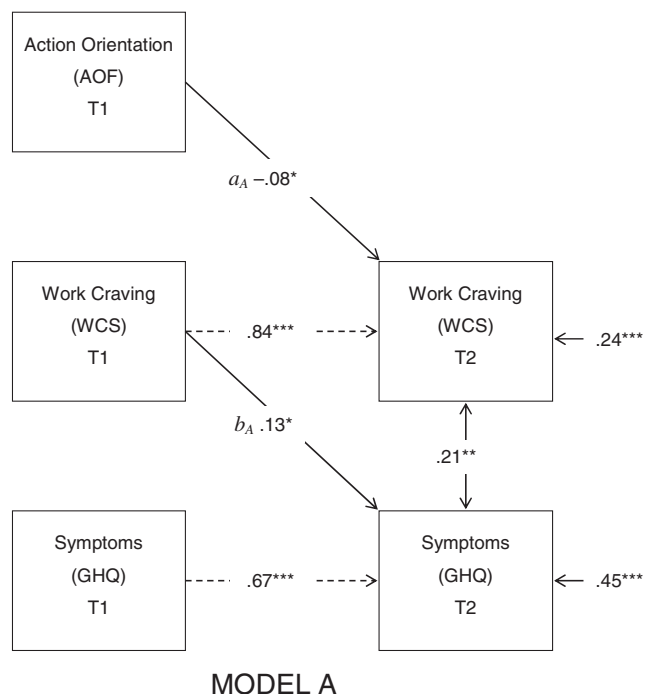 Action Orientation
(AOF)
T1
a_A –.08*
Work Craving
(WCS)
T1
.84***
Work Craving
(WCS)
T2
.24***
b_A .13*
.21**
Symptoms
(GHQ)
T1
.67***
Symptoms
(GHQ)
T2
.45***
MODEL A